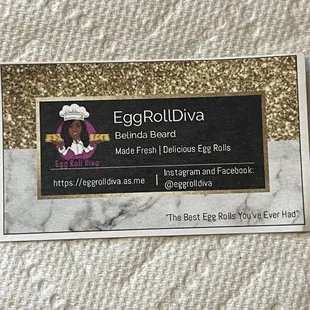 EggRollDiva
Belinda Beard
Made Fresh | Delicious Egg Rolls
Egg Roll Diva
https://eggrolldiva.as.me | Instagram and Facebook:
@eggrolldiva
"The Best Egg Rolls You've Ever Had"